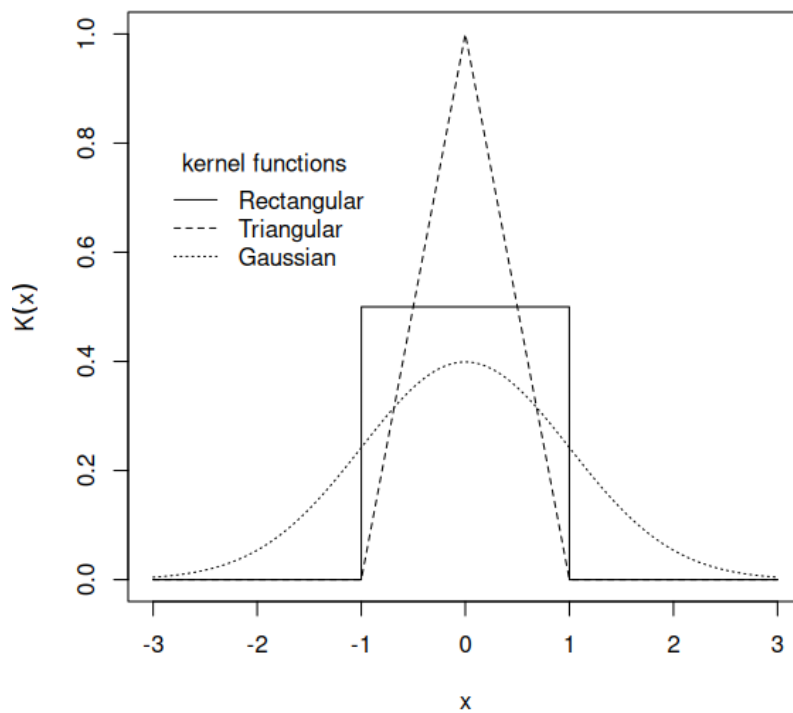 1.0
0.8
0.6
0.4
0.2
0.0
K(x)
kernel functions
Rectangular
Triangular
Gaussian
-3 -2 -1 0 1 2 3
x